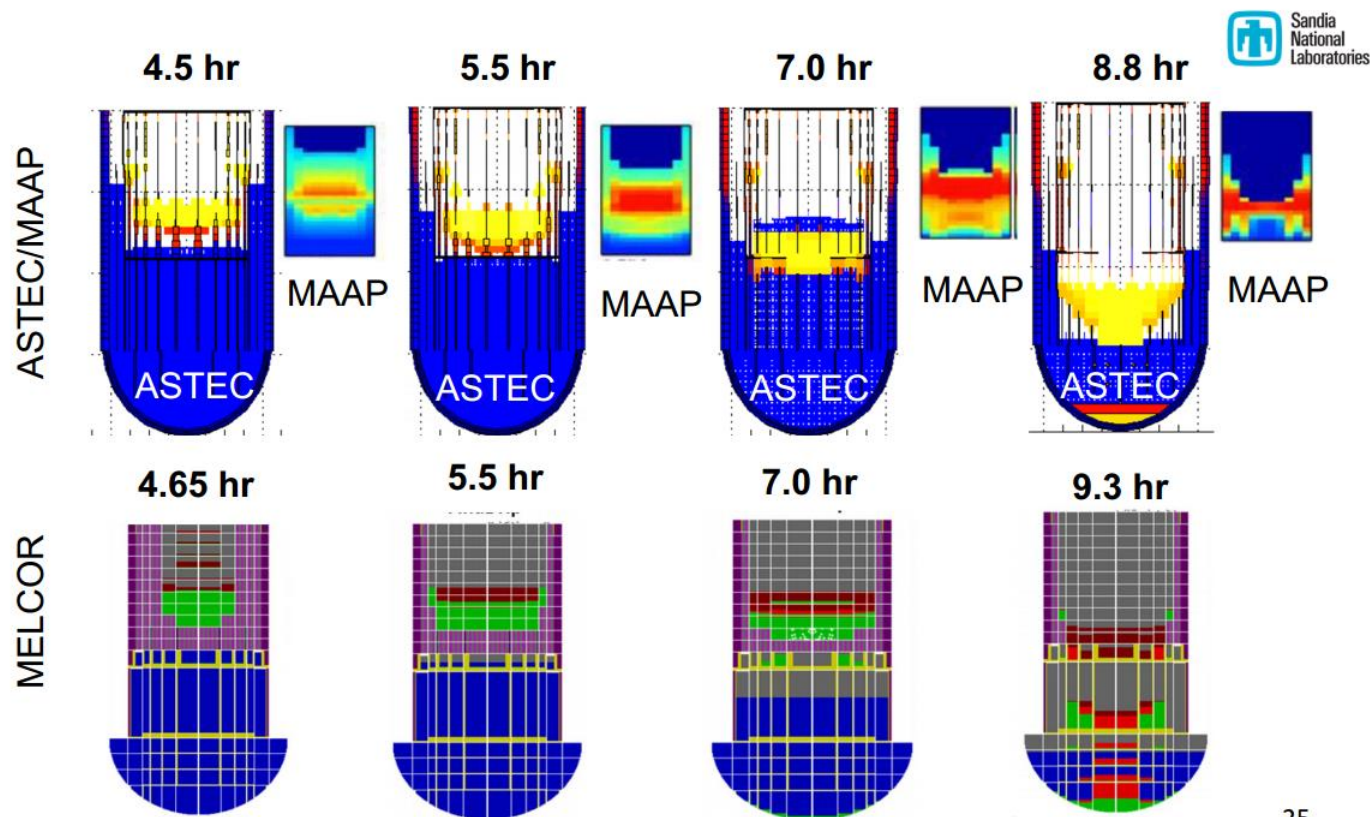 Sandia
National
Laboratories
4.5 hr
5.5 hr
7.0 hr
8.8 hr
ASTEC/MAAP
MAAP
MAAP
MAAP
MAAP
ASTEC
ASTEC
ASTEC
ASTEC
4.65 hr
5.5 hr
7.0 hr
9.3 hr
MELCOR